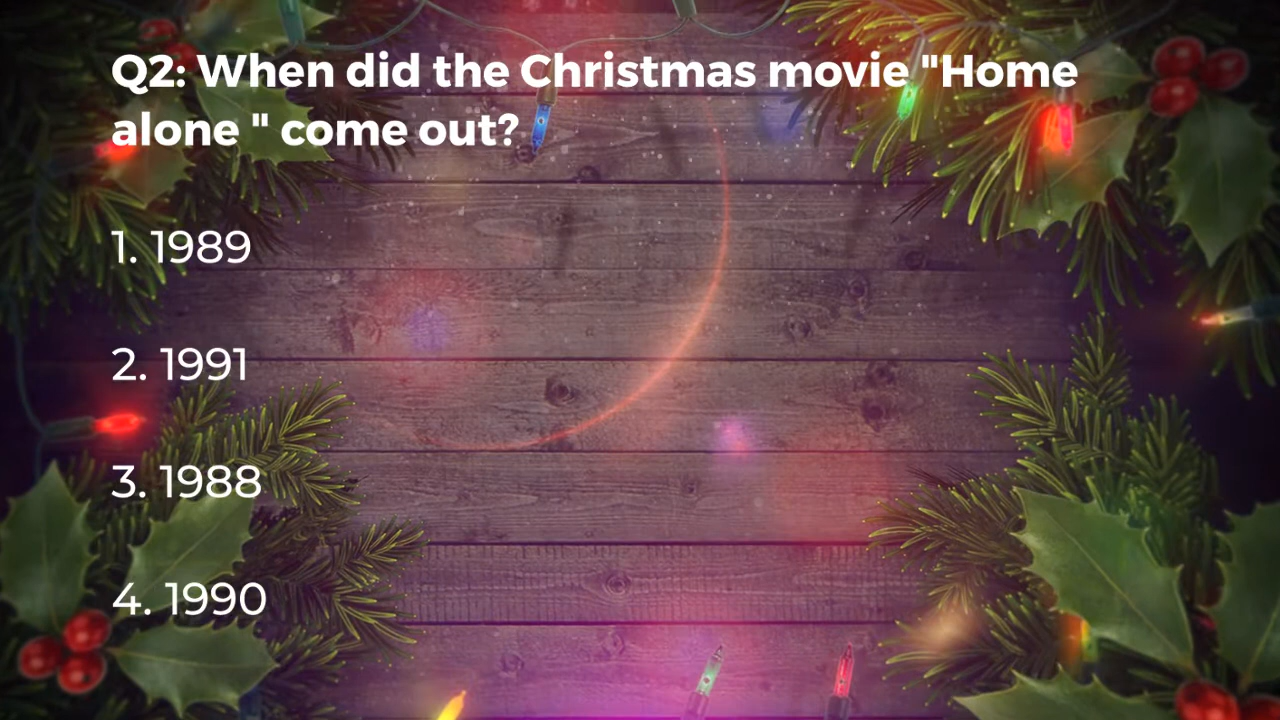 Q2: When did the Christmas movie "Home
alone " come out?
1. 1989
2. 1991
3. 1988
4. 1990